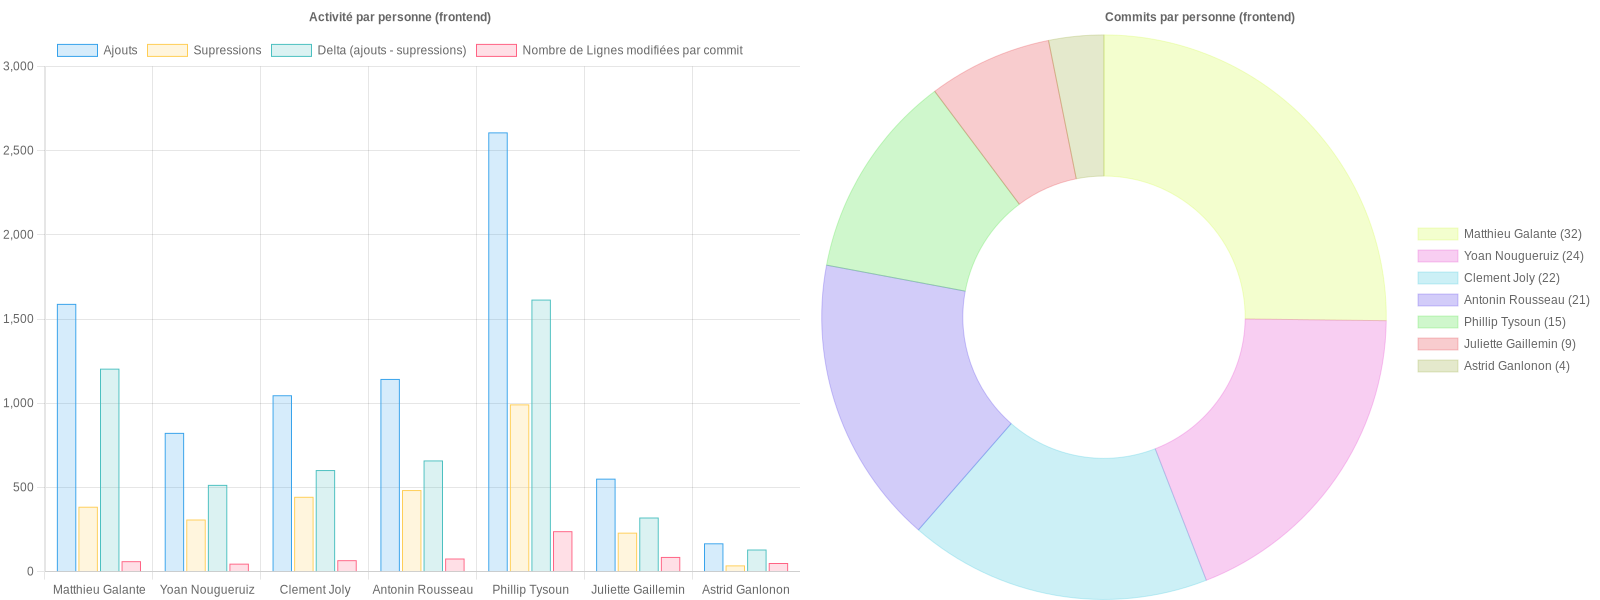 Activité par personne (frontend)
Ajouts Supressions Delta (ajouts - supressions) Nombre de Lignes modifiées par commit
3,000
2,500
2,000
1,500
1,000
500
0
Matthieu Galante Yoan Nougueruiz Clement Joly Antonin Rousseau Phillip Tysoun Juliette Gaillemin Astrid Ganlonon
Commits par personne (frontend)
Matthieu Galante (32)
Yoan Nougueruiz (24)
Clement Joly (22)
Antonin Rousseau (21)
Phillip Tysoun (15)
Juliette Gaillemin (9)
Astrid Ganlonon (4)